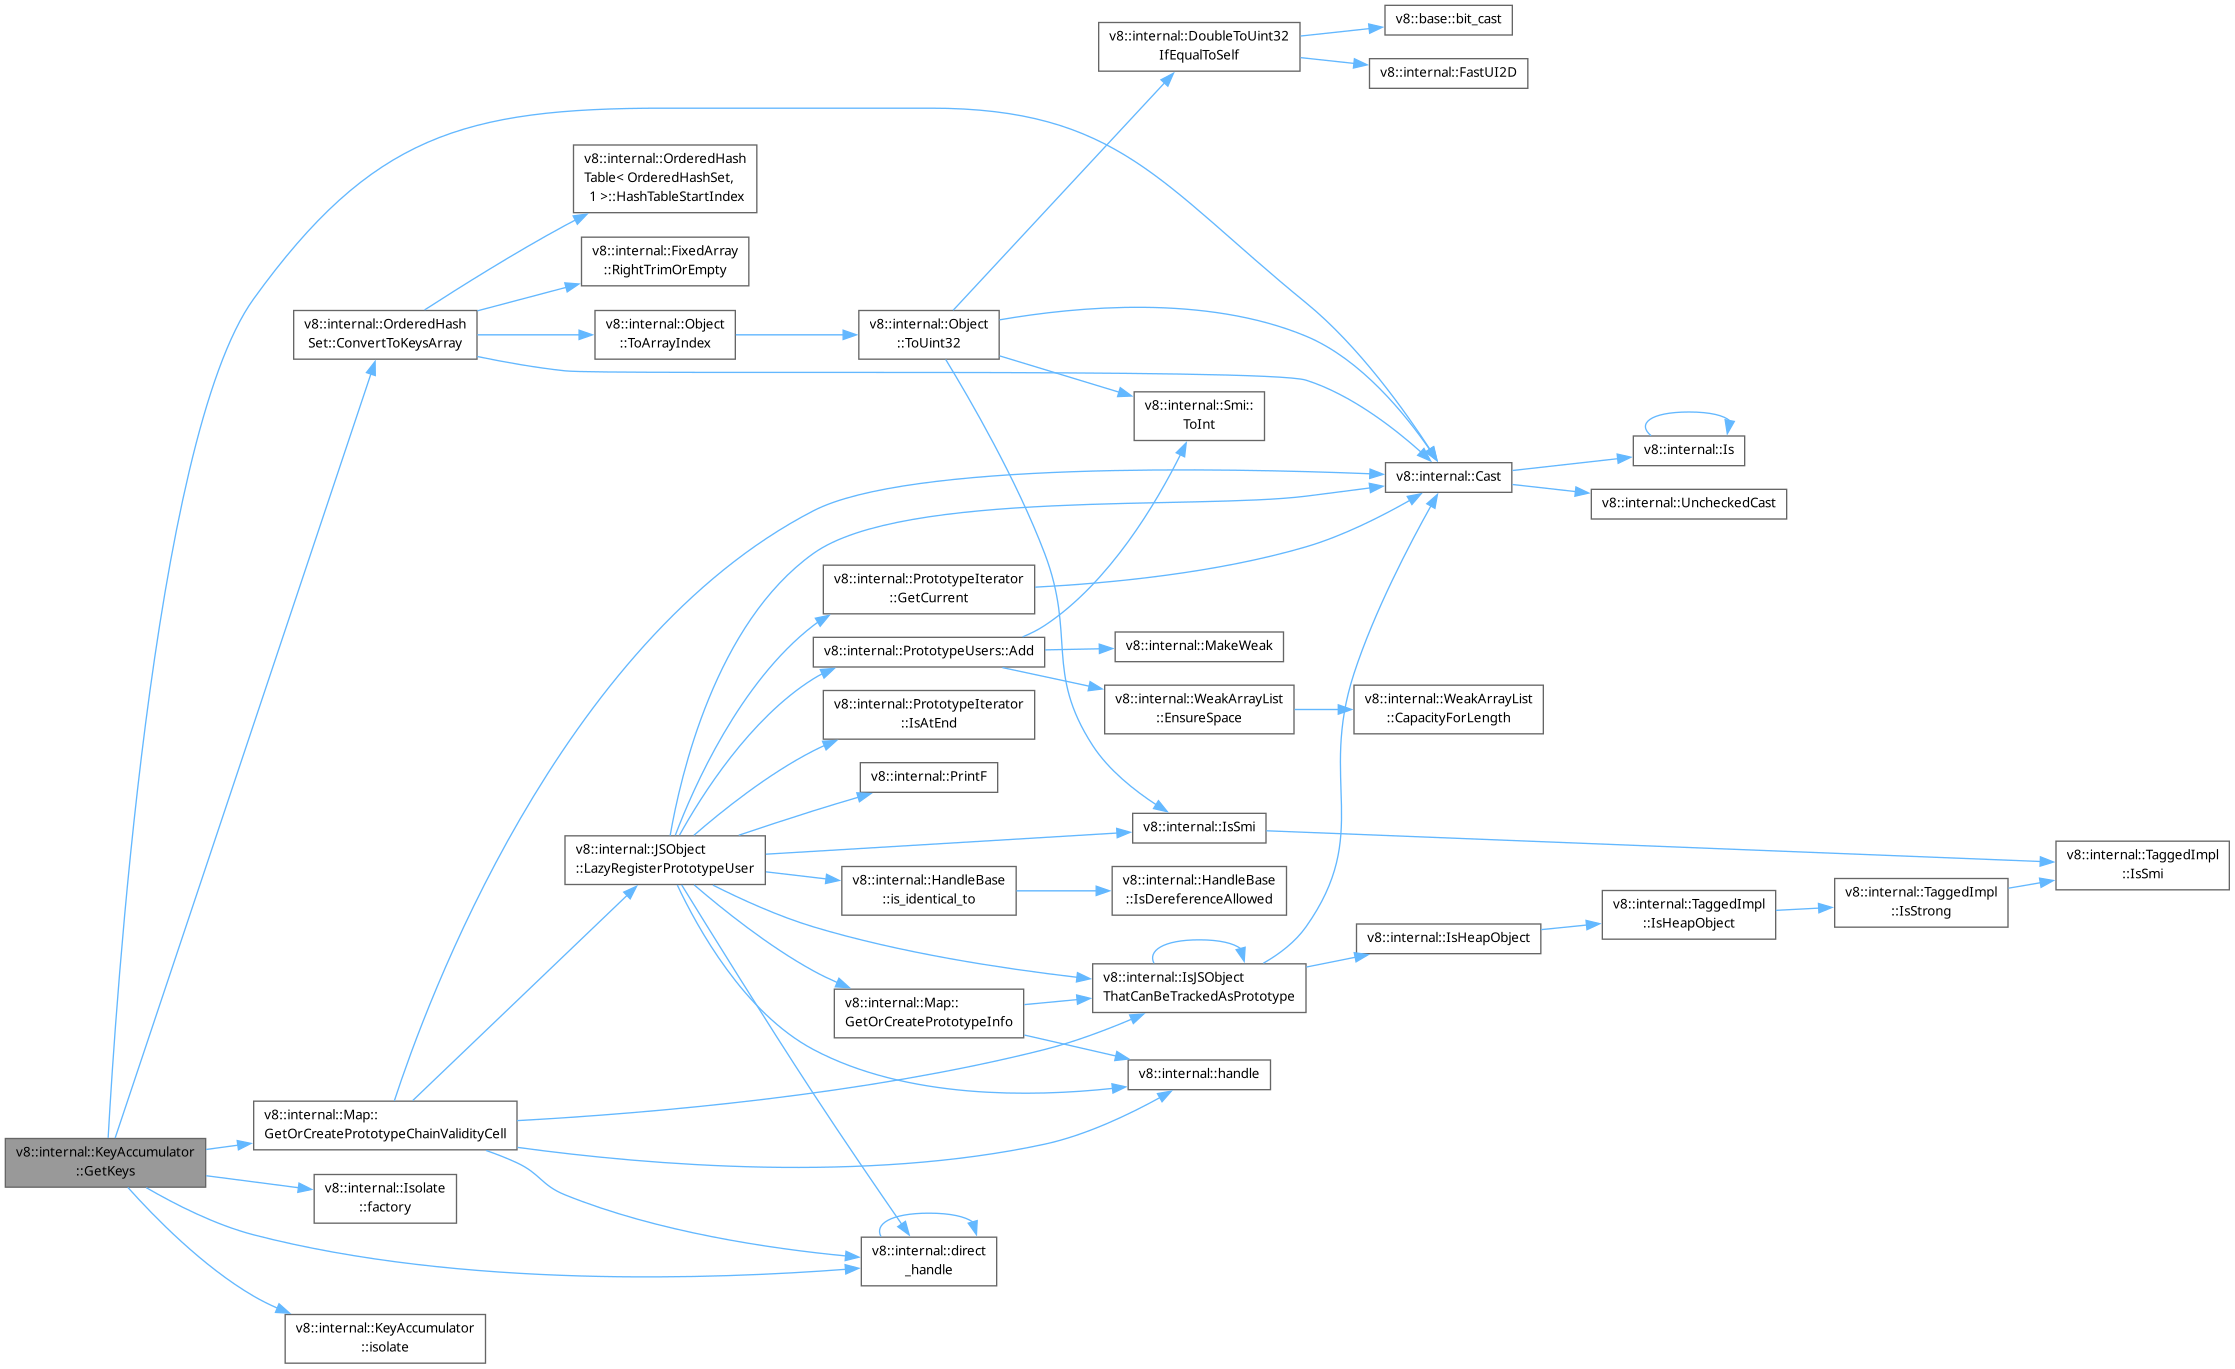 v8::base::bit_cast
v8::internal::DoubleToUint32
IfEqualToSelf
v8::internal::FastUI2D
v8::internal::OrderedHash
Table< OrderedHashSet,
1 >::HashTableStartIndex
v8::internal::FixedArray
::RightTrimOrEmpty
v8::internal::OrderedHash
Set::ConvertToKeysArray
v8::internal::Object
::ToArrayIndex
v8::internal::Object
::ToUint32
v8::internal::Smi::
ToInt
v8::internal::Is
v8::internal::Cast
v8::internal::UncheckedCast
v8::internal::PrototypeIterator
::GetCurrent
v8::internal::PrototypeUsers::Add
v8::internal::MakeWeak
v8::internal::WeakArrayList
::EnsureSpace
v8::internal::WeakArrayList
::CapacityForLength
v8::internal::PrototypeIterator
::IsAtEnd
v8::internal::PrintF
v8::internal::IsSmi
v8::internal::JSObject
::LazyRegisterPrototypeUser
v8::internal::TaggedImpl
::IsSmi
v8::internal::HandleBase
::is_identical_to
v8::internal::HandleBase
::IsDereferenceAllowed
v8::internal::TaggedImpl
::IsStrong
v8::internal::TaggedImpl
::IsHeapObject
v8::internal::IsHeapObject
v8::internal::IsJSObject
ThatCanBeTrackedAsPrototype
v8::internal::Map::
GetOrCreatePrototypeInfo
v8::internal::handle
v8::internal::Map::
GetOrCreatePrototypeChainValidityCell
v8::internal::KeyAccumulator
::GetKeys
v8::internal::Isolate
::factory
v8::internal::direct
_handle
v8::internal::KeyAccumulator
::isolate